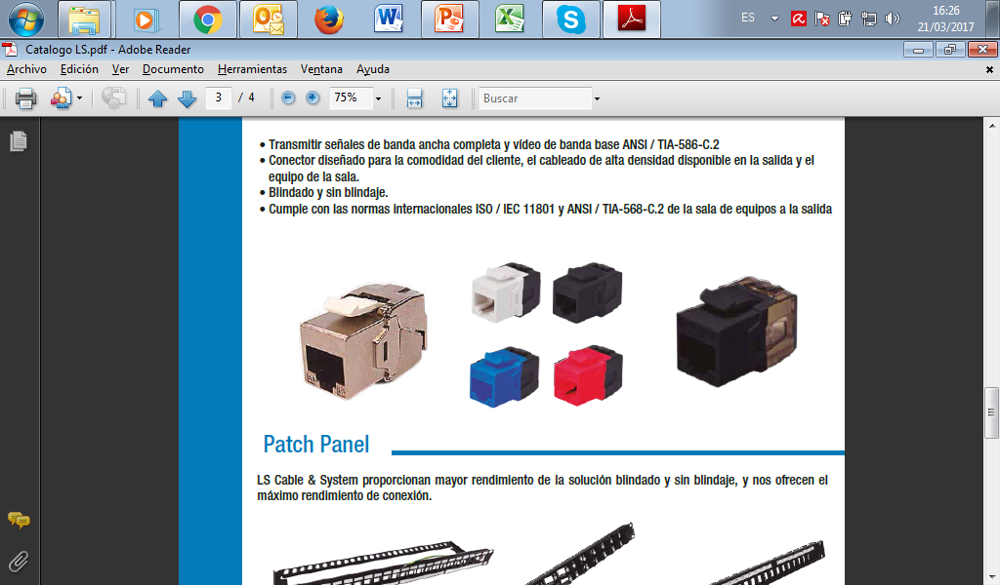 ES
16:26
21/03/2017
Catalogo LS.pdf - Adobe Reader
Archivo Edición Ver Documento Herramientas Ventana Ayuda
3 / 4 75% Buscar
• Transmitir señales de banda ancha completa y vídeo de banda base ANSI / TIA-586-C.2
• Conector diseñado para la comodidad del cliente, el cableado de alta densidad disponible en la salida y el
equipo de la sala.
• Blindado y sin blindaje.
• Cumple con las normas internacionales ISO / IEC 11801 y ANSI / TIA-568-C.2 de la sala de equipos a la salida
Patch Panel
LS Cable & System proporcionan mayor rendimiento de la solución blindado y sin blindaje, y nos ofrecen el
máximo rendimiento de conexión.